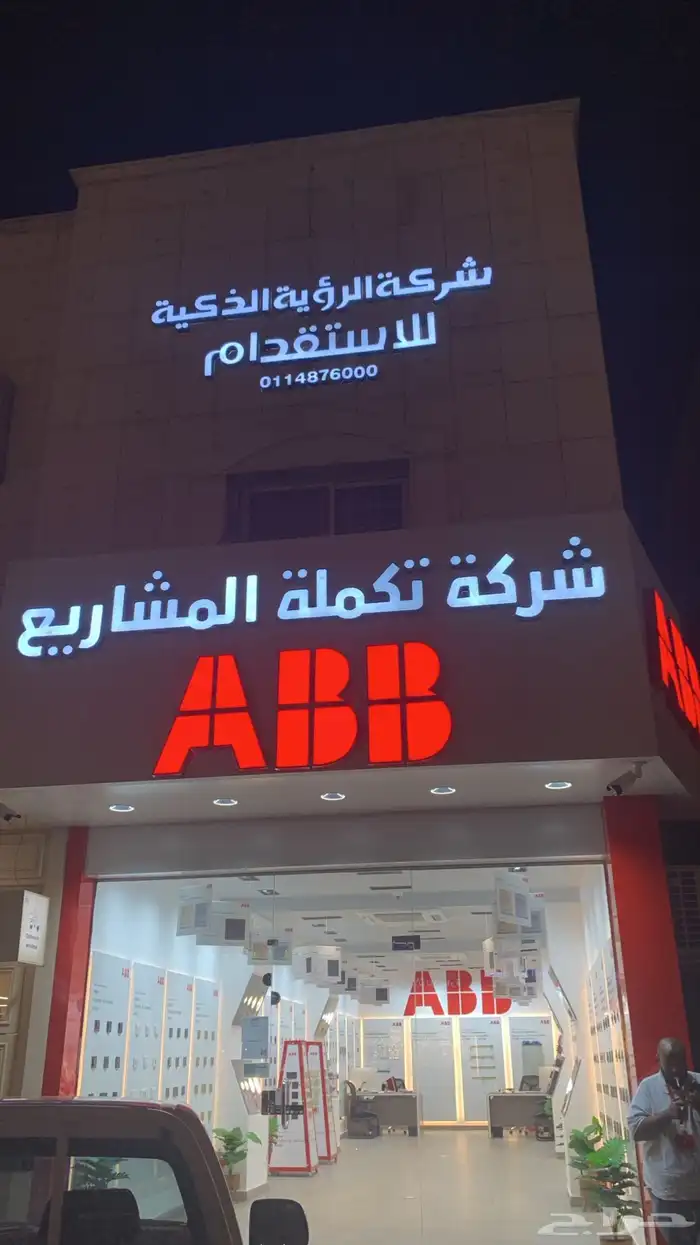 شركة الرؤية الذكية
للاستقدام
0114876000
شركة تكملة المشاريع
ABB
ABB
حراج